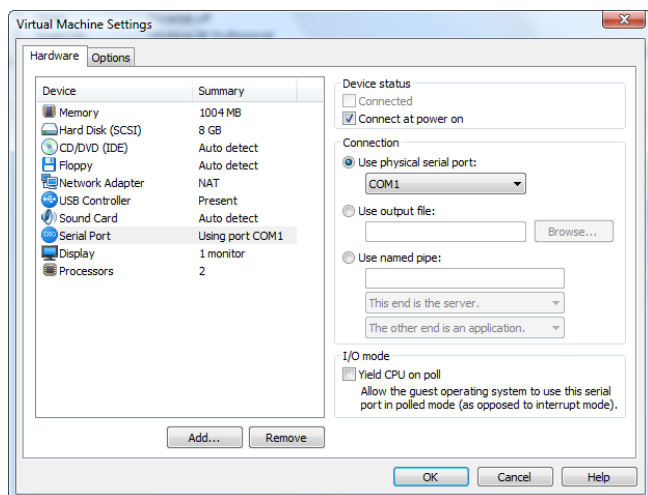 Virtual Machine Settings
Hardware Options
Device Summary
Memory 1004 MB
Hard Disk (SCSI) 8 GB
CD/DVD (IDE) Auto detect
Floppy Auto detect
Network Adapter NAT
USB Controller Present
Sound Card Auto detect
Serial Port Using port COM1
Display 1 monitor
Processors 2
Add... Remove
Device status
Connected
Connect at power on
Connection
Use physical serial port:
COM1
Use output file:
Browse...
Use named pipe:
This end is the server.
The other end is an application.
I/O mode
Yield CPU on poll
Allow the guest operating system to use this serial
port in polled mode (as opposed to interrupt mode).
OK Cancel Help